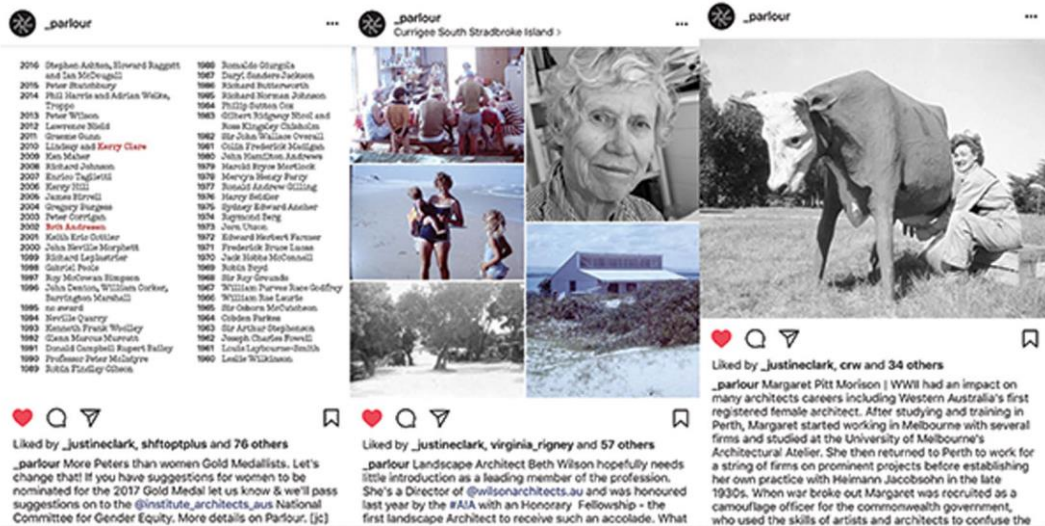 _parlour
2016 Stephen Ashton, Howard Raggatt
and Ian McDougall
2015 Peter Stutchbury
2014 Phil Harris and Adrian Welke,
Troppo
2013 Peter Wilson
2012 Lawrence Nield
2011 Graeme Gunn
2010 Lindsay and Kerry Clare
2009 Ken Maher
2008 Richard Johnson
2007 Enrico Taglietti
2006 Kerry Hill
2005 James Birrell
2004 Gregory Burgess
2003 Peter Corrigan
2002 Brit Andresen
2001 Keith Eric Cottier
2000 John Neville Morphett
1999 Richard Leplastrier
1998 Gabriel Poole
1997 Roy McCowan Simpson
1996 John Denton, William Corker,
Barrington Marshall
1995 no award
1994 Neville Quarry
1993 Kenneth Frank Woolley
1992 Glenn Marcus Murcutt
1991 Donald Campbell Rupert Bailey
1990 Professor Peter McIntyre
1989 Robin Findlay Gibson
1988 Romaldo Giurgola
1987 Daryl Sanders Jackson
1986 Richard Butterworth
1985 Richard Norman Johnson
1984 Phillip Sutton Cox
1983 Gilbert Ridgway Nicol and
Ross Kingsley Chisholm
1982 Sir John Wallace Overall
1981 Colin Frederick Madigan
1980 John Hamilton Andrews
1979 Harold Bryce Mortlock
1978 Mervyn Henry Parry
1977 Ronald Andrew Gilling
1976 Harry Seidler
1975 Sydney Edward Ancher
1974 Raymond Berg
1973 Jørn Utzon
1972 Edward Herbert Farmer
1971 Frederick Bruce Lucas
1970 Jack Hobbs McConnell
1969 Robin Boyd
1968 Sir Roy Grounds
1967 William Purves Race Godfrey
1966 William Rae Laurie
1965 Sir Osborn McCutcheon
1964 Cobden Parkes
1963 Sir Arthur Stephenson
1962 Joseph Charles Fowell
1961 Louis Laybourne-Smith
1960 Leslie Wilkinson
Liked by _justineclark, shftoptplus and 76 others
_parlour More Peters than women Gold Medallists. Let's
change that! If you have suggestions for women to be
nominated for the 2017 Gold Medal let us know & we'll pass
suggestions on to the @institute_architects_aus National
Committee for Gender Equity. More details on Parlour. [jc]
_parlour
Currigee South Stradbroke Island >
Liked by _justineclark, virginia_rigney and 57 others
_parlour Landscape Architect Beth Wilson hopefully needs
little introduction as a leading member of the profession.
She's a Director of @wilsonarchitects.au and was honoured
last year by the #AIA with an Honorary Fellowship - the
first landscape Architect to receive such an accolade. What
_parlour
Liked by _justineclark, crw and 34 others
_parlour Margaret Pitt Morison | WWII had an impact on
many architects careers including Western Australia's first
registered female architect. After studying and training in
Perth, Margaret started working in Melbourne with several
firms and studied at the University of Melbourne's
Architectural Atelier. She then returned to Perth to work for
a string of firms on prominent projects before establishing
her own practice with Heimann Jacobsohn in the late
1930s. When war broke out Margaret was recruited as a
camouflage officer for the commonwealth government,
who used the skills of artists and architects to confuse the